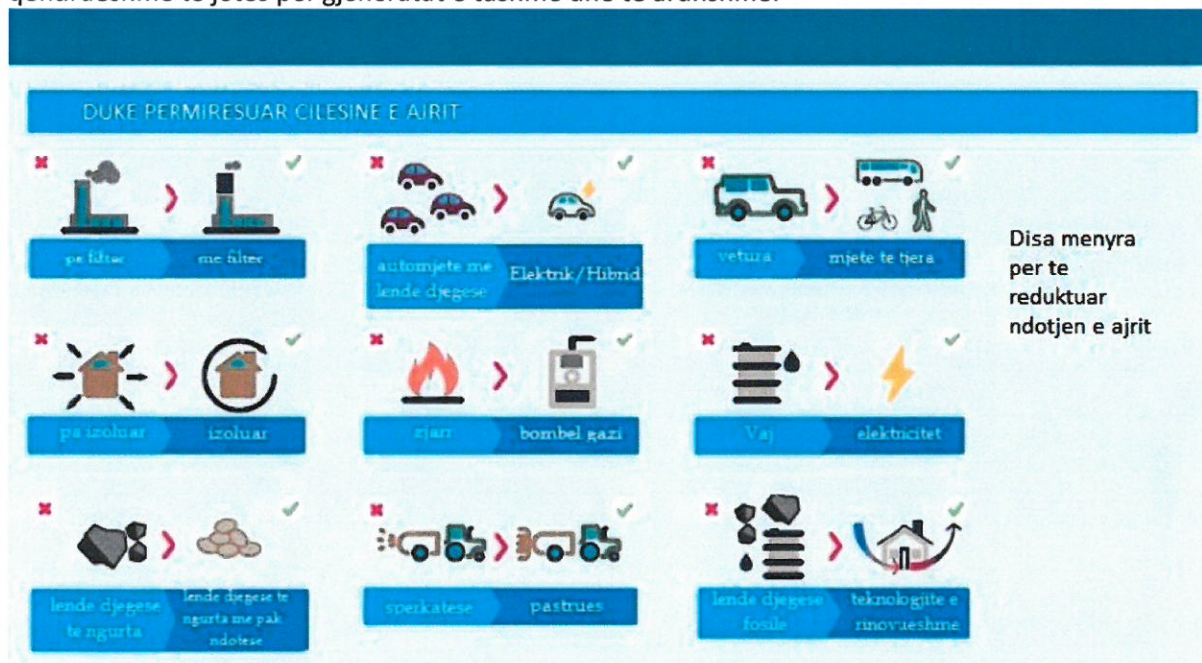 DUKE PERMIRESUAR CILESINE E AJRIT
pa filter
me filter
automjete me
lende djegese
Elektrik/Hibrid
vetura
mjete te tjera
Disa menyra
per te
reduktuar
ndotjen e ajrit
pa izoluar
izoluar
zjarr
bombel gazi
Vaj
elektricitet
lende djegese
te ngurta
lende djegese te
ngurta me pak
ndotese
sperkatese
pastrues
lende djegese
fosile
teknologjite e
rinovueshme